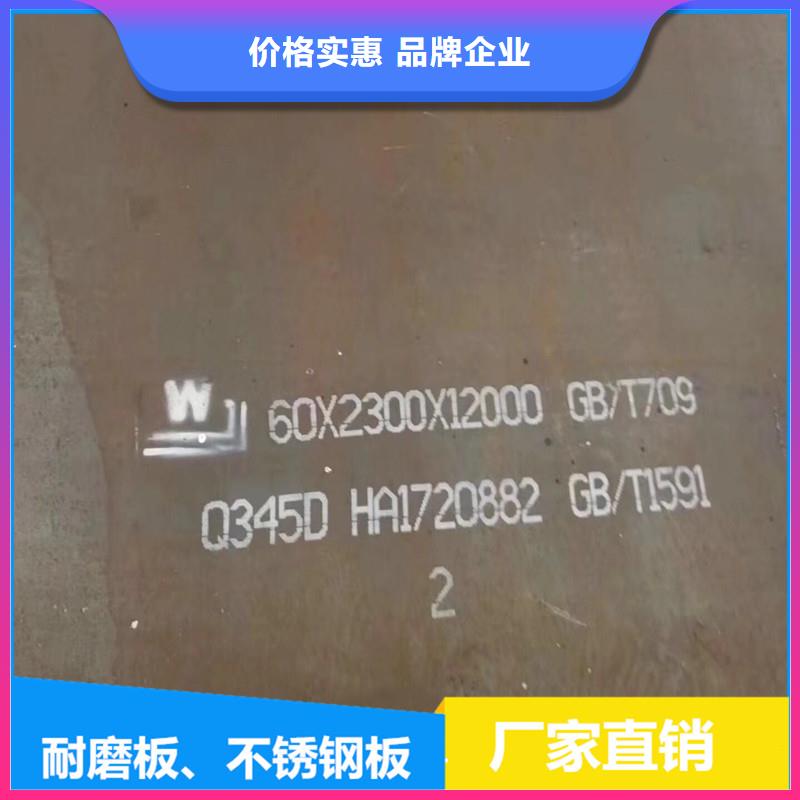 价格实惠 品牌企业
W
60X2300X12000 GB/T709
Q345D HA1720882 GB/T1591
2
耐磨板、不锈钢板
厂家直销